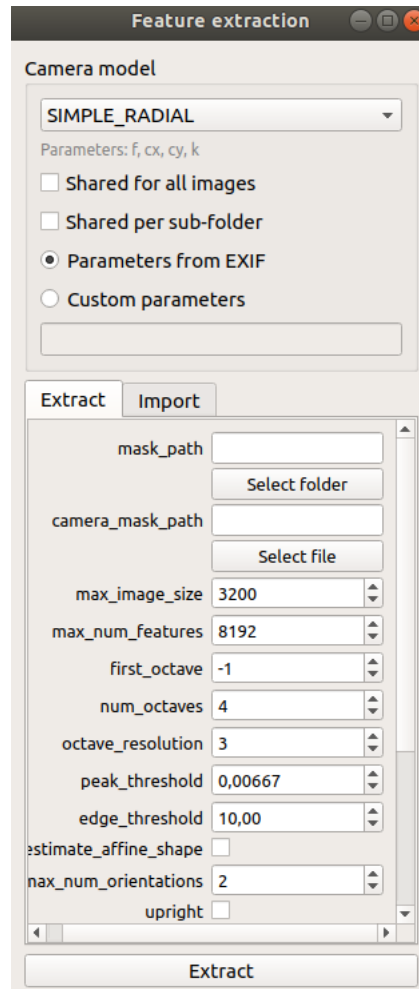 Feature extraction
Camera model
SIMPLE_RADIAL
Parameters: f, cx, cy, k
Shared for all images
Shared per sub-folder
Parameters from EXIF
Custom parameters
Extract Import
mask_path
Select folder
camera_mask_path
Select file
max_image_size 3200
max_num_features 8192
first_octave -1
num_octaves 4
octave_resolution 3
peak_threshold 0,00667
edge_threshold 10,00
estimate_affine_shape
max_num_orientations 2
upright
Extract